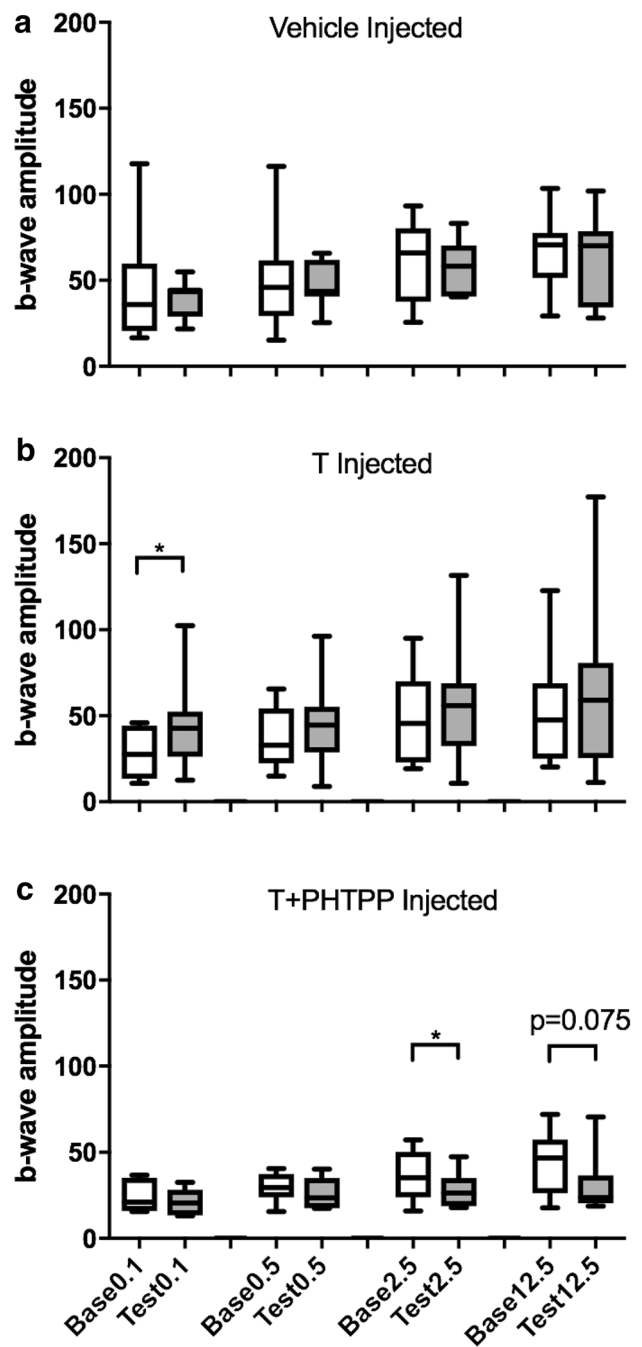 a
Vehicle Injected
b-wave amplitude
200
150
100
50
0
b
T Injected
b-wave amplitude
200
150
100
50
0
*
c
T+PHTPP Injected
b-wave amplitude
200
150
100
50
0
*
p=0.075
Base0.1
Test0.1
Base0.5
Test0.5
Base2.5
Test2.5
Base12.5
Test12.5